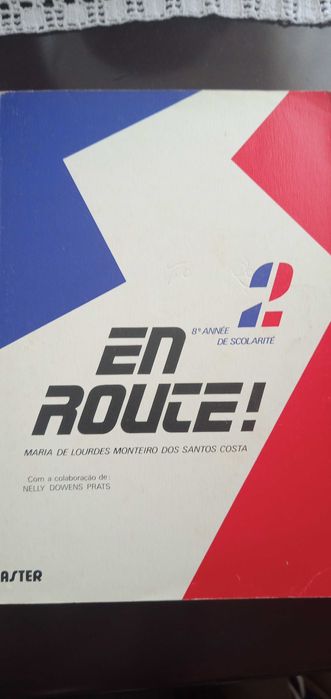 2
8e ANNÉE
DE SCOLARITÉ
EN
ROUTE!
MARIA DE LOURDES MONTEIRO DOS SANTOS COSTA
Com a colaboração de:
NELLY DOWENS PRATS
ASTER